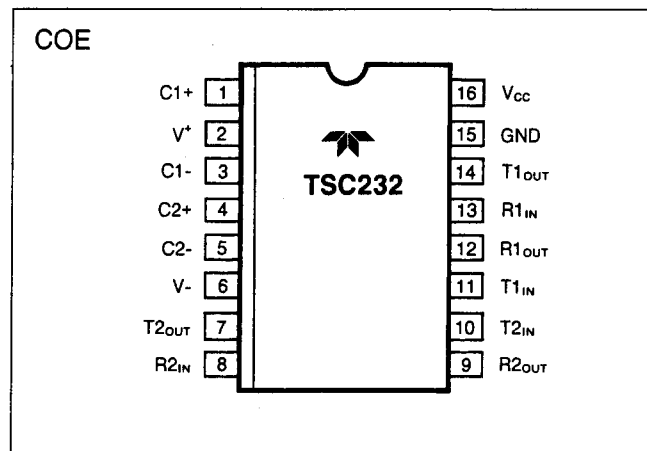 COE
C1+ 1 16 VCC
V+ 2 15 GND
C1- 3 14 T1OUT
TSC232
C2+ 4 13 R1IN
C2- 5 12 R1OUT
V- 6 11 T1IN
T2OUT 7 10 T2IN
R2IN 8 9 R2OUT